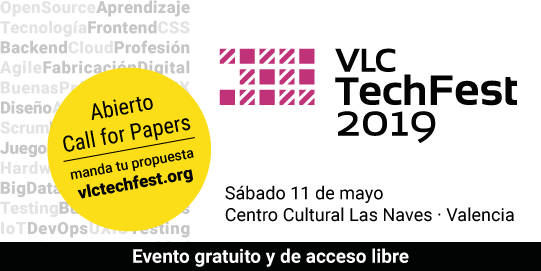 OpenSourceAprendizaje
TecnologíaFrontendCSS
BackendCloudProfesión
AgileFabricaciónDigital
Abierto
Call for Papers
manda tu propuesta
vlctechfest.org
VLC
TechFest
2019
Sábado 11 de mayo
Centro Cultural Las Naves · Valencia
Evento gratuito y de acceso libre